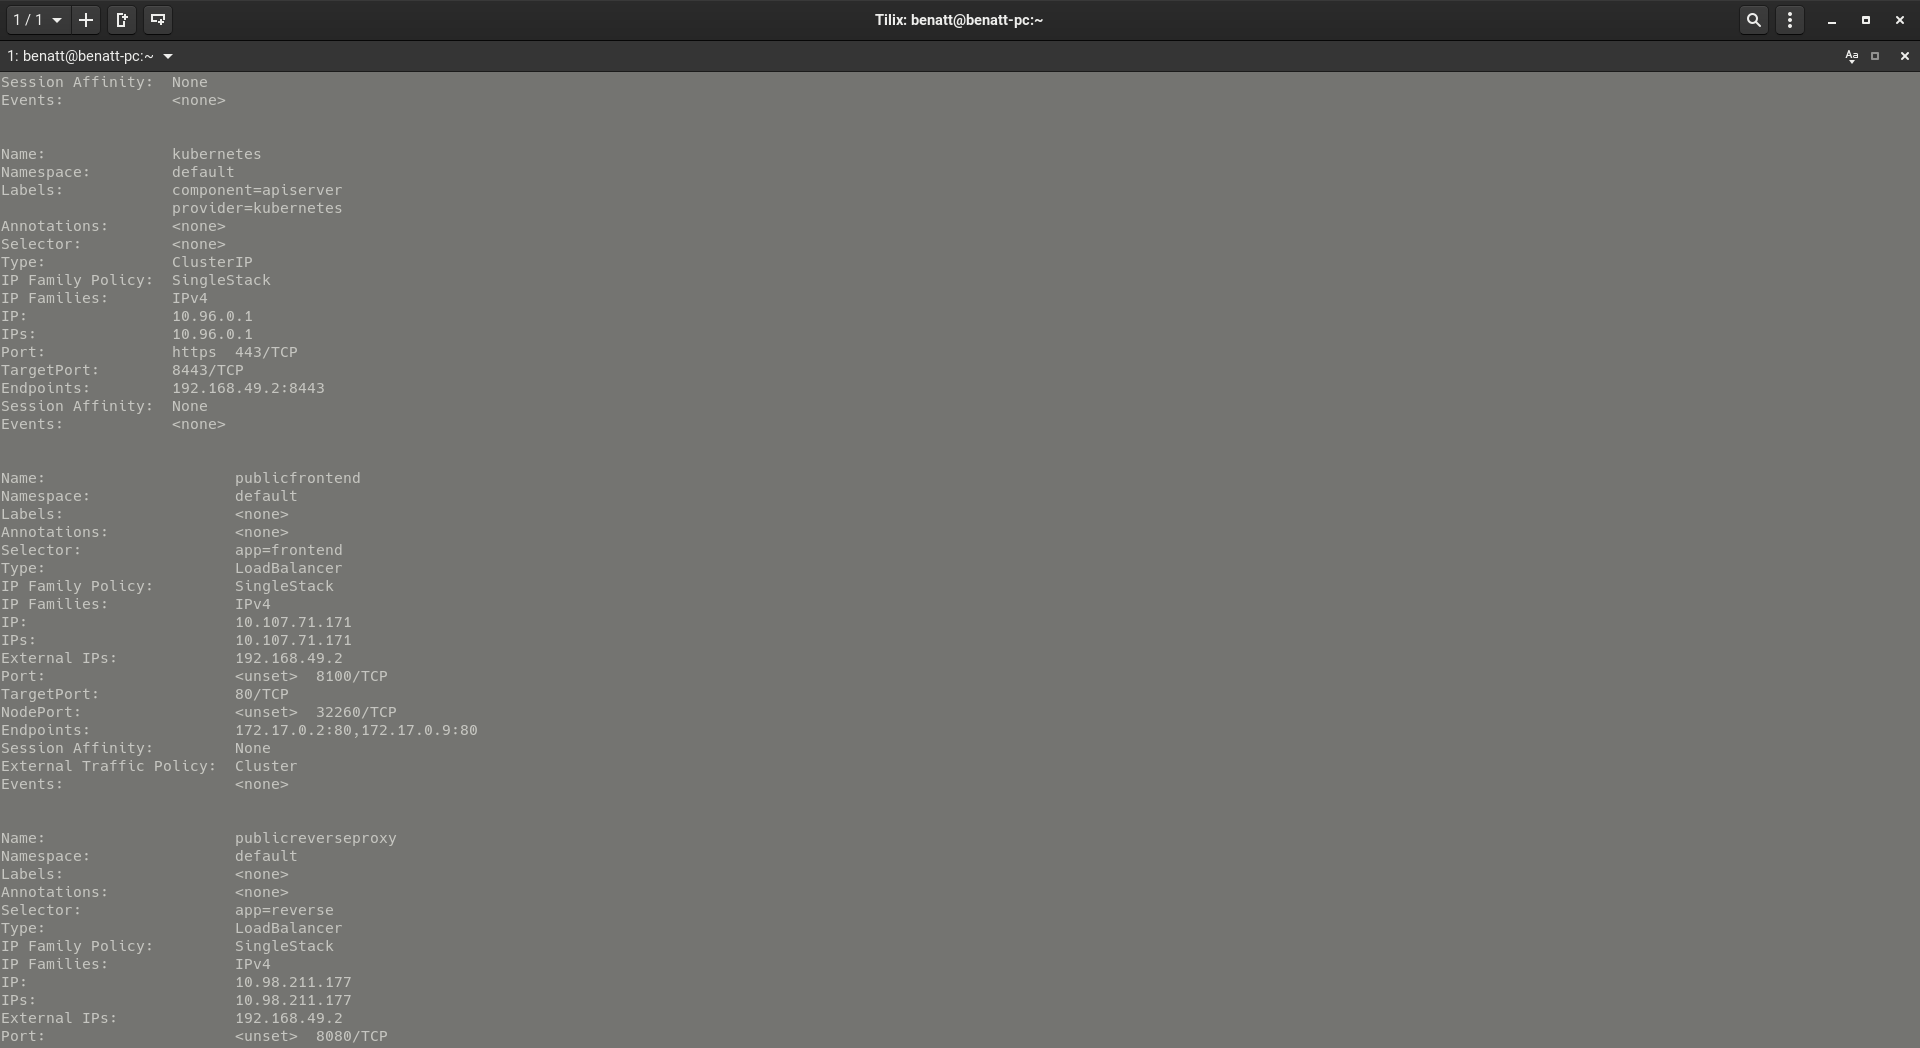 1 / 1
Tilix: benatt@benatt-pc:~
1: benatt@benatt-pc:~
Session Affinity:  None
Events:            <none>
Name:              kubernetes
Namespace:         default
Labels:            component=apiserver
                   provider=kubernetes
Annotations:       <none>
Selector:          <none>
Type:              ClusterIP
IP Family Policy:  SingleStack
IP Families:       IPv4
IP:                10.96.0.1
IPs:               10.96.0.1
Port:              https  443/TCP
TargetPort:        8443/TCP
Endpoints:         192.168.49.2:8443
Session Affinity:  None
Events:            <none>
Name:                     publicfrontend
Namespace:                default
Labels:                   <none>
Annotations:              <none>
Selector:                 app=frontend
Type:                     LoadBalancer
IP Family Policy:         SingleStack
IP Families:              IPv4
IP:                       10.107.71.171
IPs:                      10.107.71.171
External IPs:             192.168.49.2
Port:                     <unset>  8100/TCP
TargetPort:               80/TCP
NodePort:                 <unset>  32260/TCP
Endpoints:                172.17.0.2:80,172.17.0.9:80
Session Affinity:         None
External Traffic Policy:  Cluster
Events:                   <none>
Name:                     publicreverseproxy
Namespace:                default
Labels:                   <none>
Annotations:              <none>
Selector:                 app=reverse
Type:                     LoadBalancer
IP Family Policy:         SingleStack
IP Families:              IPv4
IP:                       10.98.211.177
IPs:                      10.98.211.177
External IPs:             192.168.49.2
Port:                     <unset>  8080/TCP